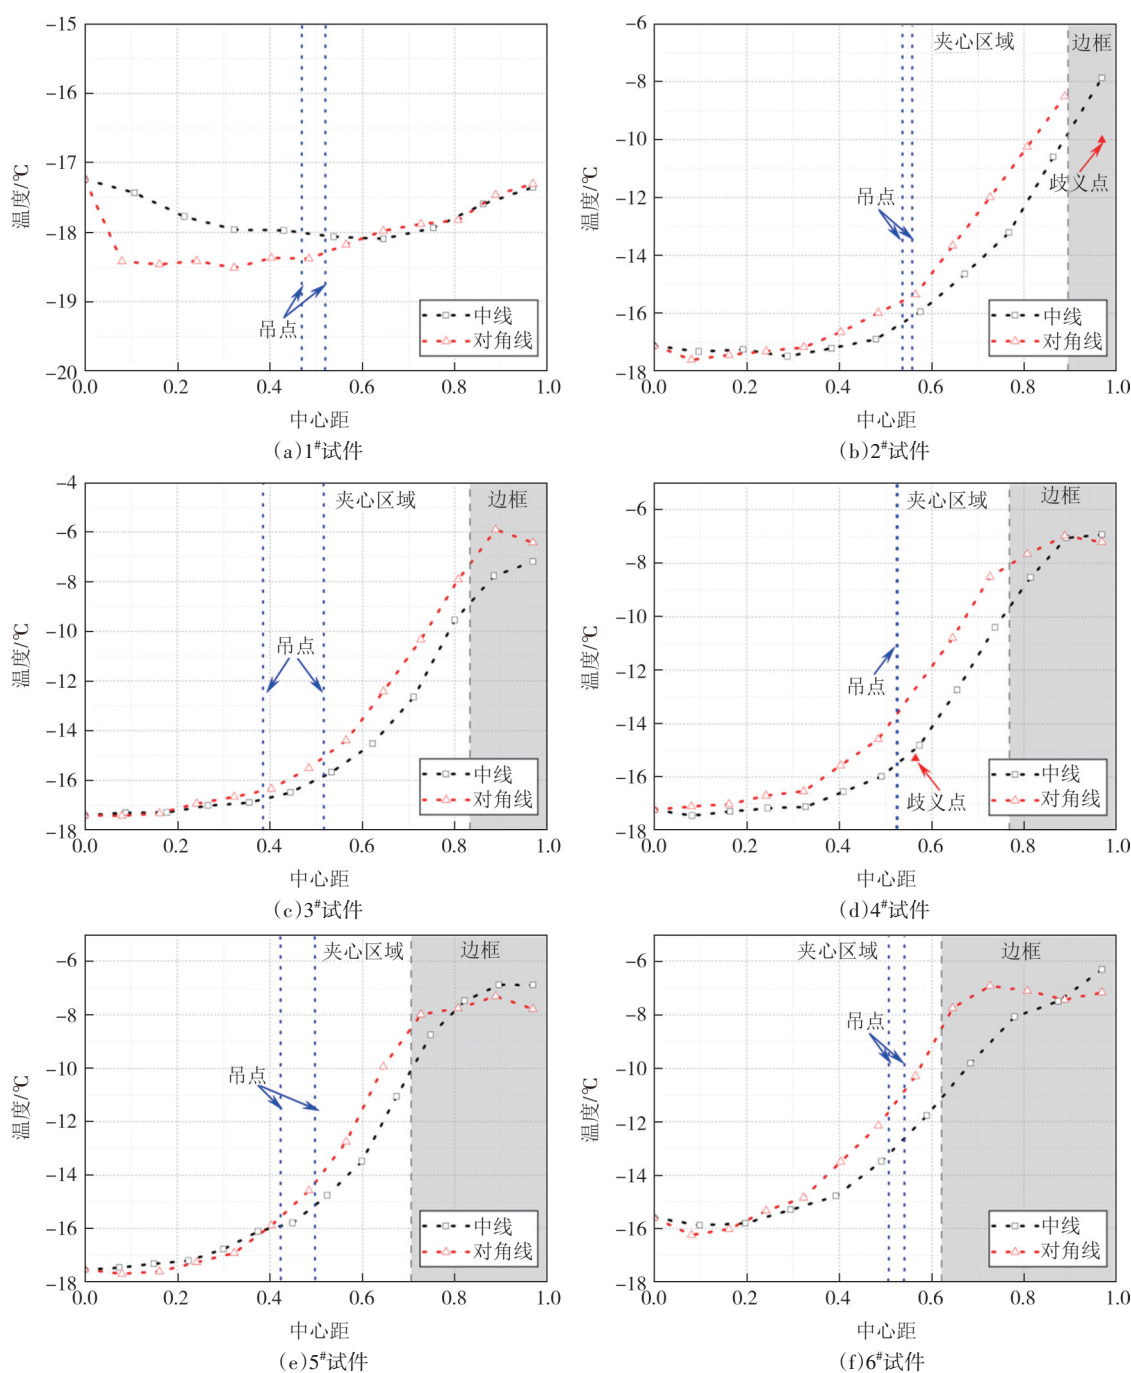 -15
-16
-17
-18
-19
-20
温度/℃
吊点
中线
对角线
0.0 0.2 0.4 0.6 0.8 1.0
中心距
(a)1#试件
-6
-8
-10
-12
-14
-16
-18
温度/℃
夹心区域
边框
吊点
歧义点
中线
对角线
0.0 0.2 0.4 0.6 0.8 1.0
中心距
(b)2#试件
-4
-6
-8
-10
-12
-14
-16
-18
温度/℃
夹心区域
边框
吊点
中线
对角线
0.0 0.2 0.4 0.6 0.8 1.0
中心距
(c)3#试件
-6
-8
-10
-12
-14
-16
-18
温度/℃
夹心区域
边框
吊点
歧义点
中线
对角线
0.0 0.2 0.4 0.6 0.8 1.0
中心距
(d)4#试件
-6
-8
-10
-12
-14
-16
-18
温度/℃
夹心区域
边框
吊点
中线
对角线
0.0 0.2 0.4 0.6 0.8 1.0
中心距
(e)5#试件
-6
-8
-10
-12
-14
-16
-18
温度/℃
夹心区域
边框
吊点
中线
对角线
0.0 0.2 0.4 0.6 0.8 1.0
中心距
(f)6#试件